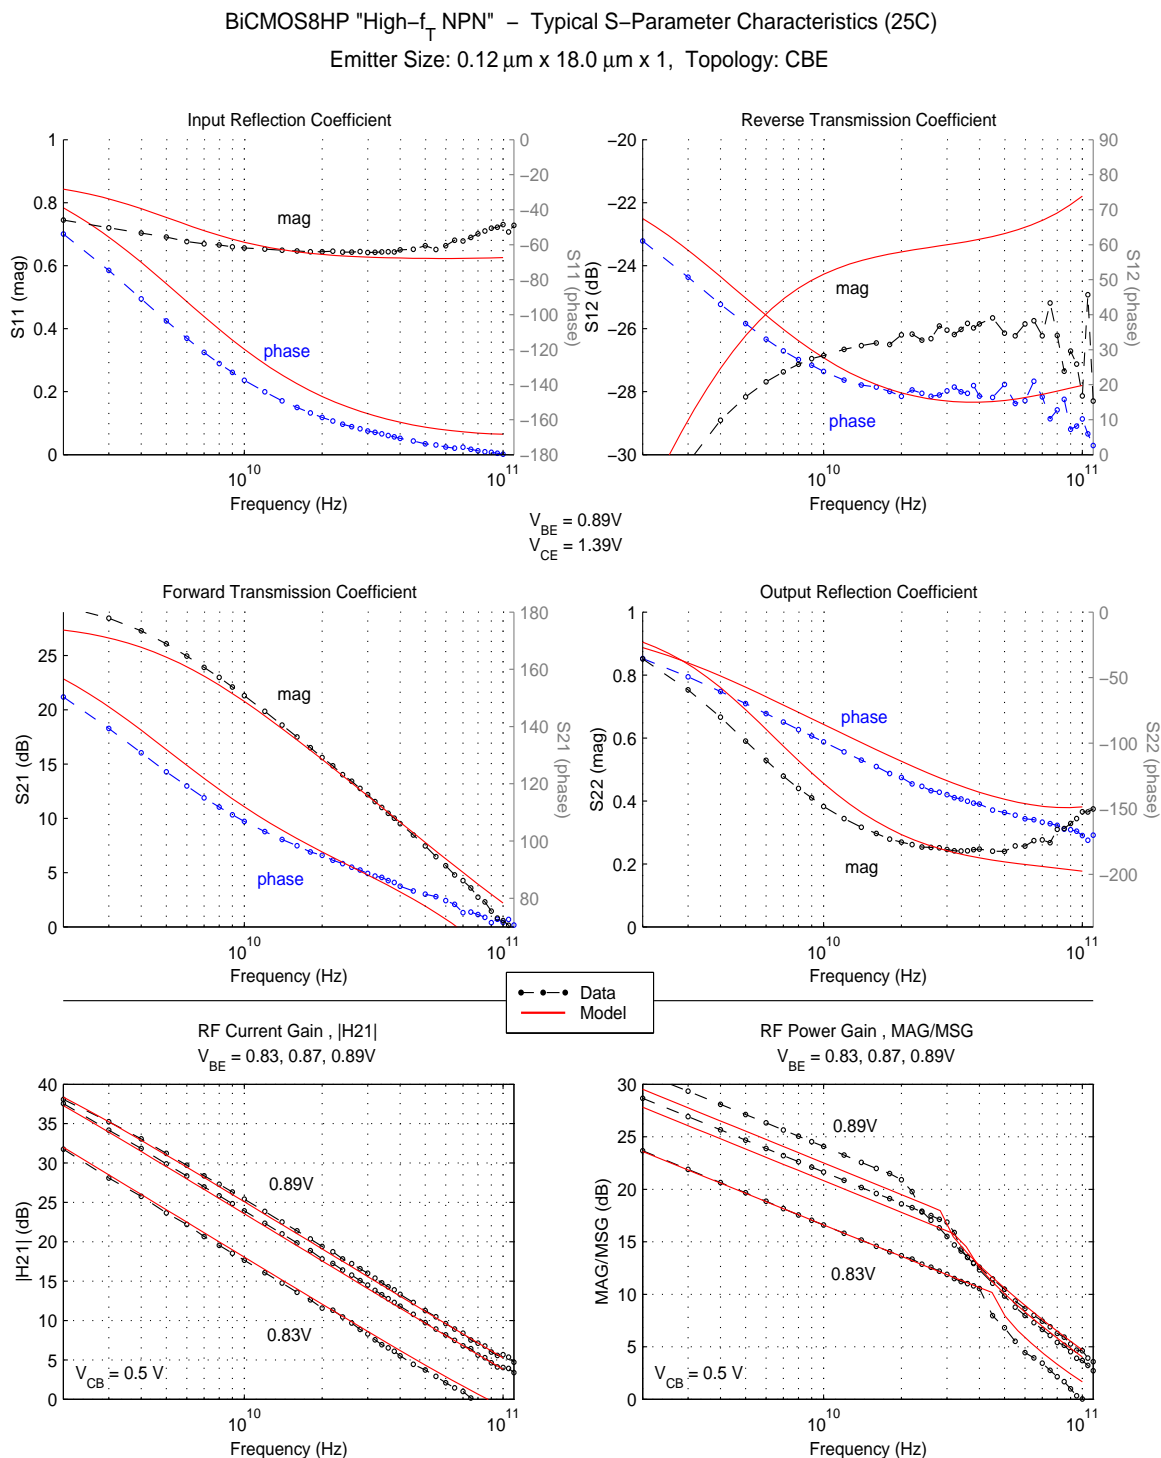 BiCMOS8HP "High−fT NPN" − Typical S−Parameter Characteristics (25C)
Emitter Size: 0.12 μm x 18.0 μm x 1, Topology: CBE
Input Reflection Coefficient
1
0.8
0.6
0.4
0.2
0
S11 (mag)
mag
phase
0
−20
−40
−60
−80
−100
−120
−140
−160
−180
S11 (phase)
10^10
10^11
Frequency (Hz)
Reverse Transmission Coefficient
−20
−22
−24
−26
−28
−30
S12 (dB)
mag
phase
90
80
70
60
50
40
30
20
10
0
S12 (phase)
10^10
10^11
Frequency (Hz)
VBE = 0.89V
VCE = 1.39V
Forward Transmission Coefficient
25
20
15
10
5
0
S21 (dB)
mag
phase
180
160
140
120
100
80
S21 (phase)
10^10
10^11
Frequency (Hz)
Output Reflection Coefficient
1
0.8
0.6
0.4
0.2
0
S22 (mag)
phase
mag
0
−50
−100
−150
−200
S22 (phase)
10^10
10^11
Frequency (Hz)
Data
Model
RF Current Gain , |H21|
VBE = 0.83, 0.87, 0.89V
40
35
30
25
20
15
10
5
0
|H21| (dB)
0.89V
0.83V
VCB = 0.5 V
10^10
10^11
Frequency (Hz)
RF Power Gain , MAG/MSG
VBE = 0.83, 0.87, 0.89V
30
25
20
15
10
5
0
MAG/MSG (dB)
0.89V
0.83V
VCB = 0.5 V
10^10
10^11
Frequency (Hz)